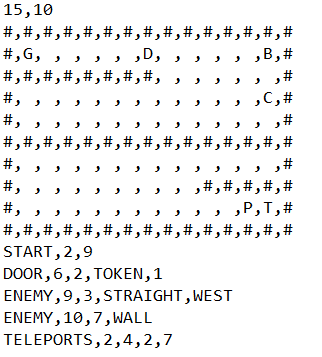 15,10
#,#,#,#,#,#,#,#,#,#,#,#,#,#,#
#,G, , , , , ,D, , , , , ,B,#
#,#,#,#,#,#,#,#, , , , , , ,#
#, , , , , , , , , , , , ,C,#
#, , , , , , , , , , , , , ,#
#,#,#,#,#,#,#,#,#,#,#,#,#,#,#
#, , , , , , , , , , , , , ,#
#, , , , , , , , , ,#,#,#,#,#
#, , , , , , , , , , , ,P,T,#
#,#,#,#,#,#,#,#,#,#,#,#,#,#,#
START,2,9
DOOR,6,2,TOKEN,1
ENEMY,9,3,STRAIGHT,WEST
ENEMY,10,7,WALL
TELEPORTS,2,4,2,7